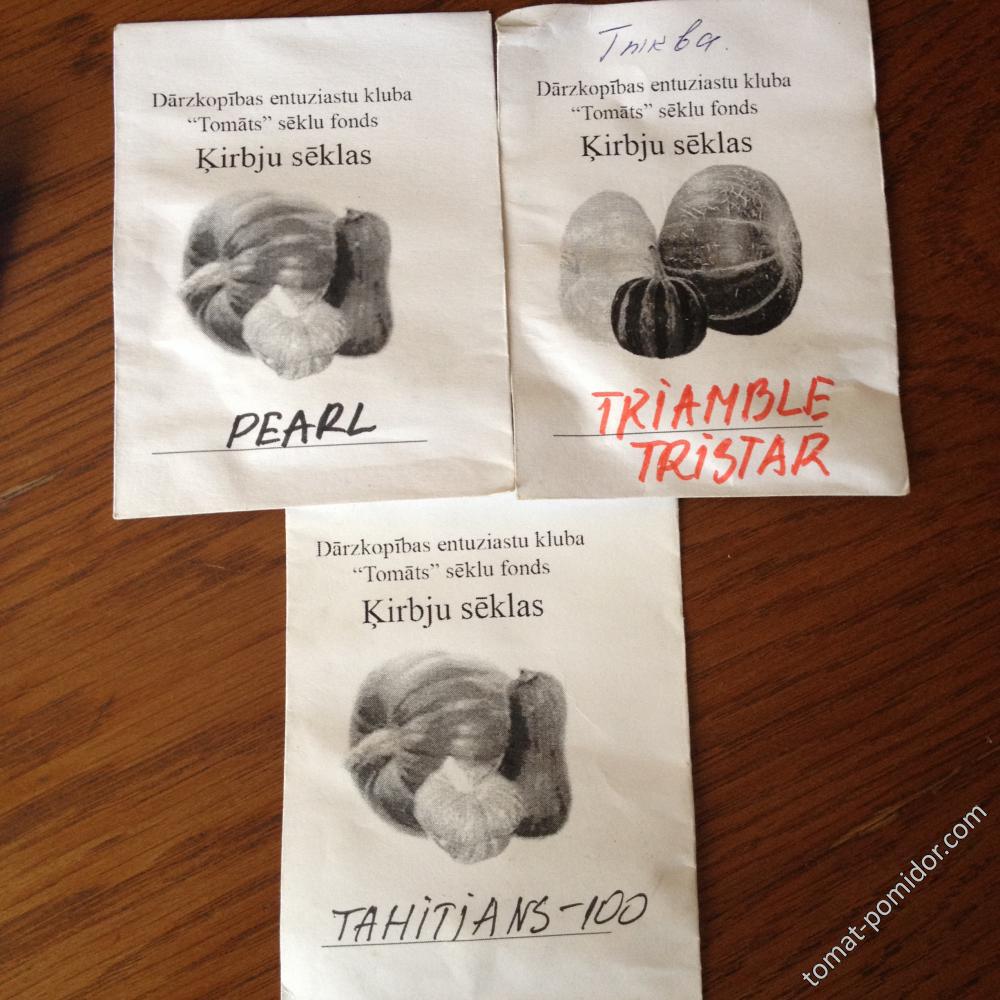 Dārzkopības entuziastu kluba
“Tomāts” sēklu fonds
Ķirbju sēklas
PEARL
Тыква.
Dārzkopības entuziastu kluba
“Tomāts” sēklu fonds
Ķirbju sēklas
TRiAMBLE
TRiSTAR
Dārzkopības entuziastu kluba
“Tomāts” sēklu fonds
Ķirbju sēklas
TAHiTiANS-100
tomat-pomidor.com